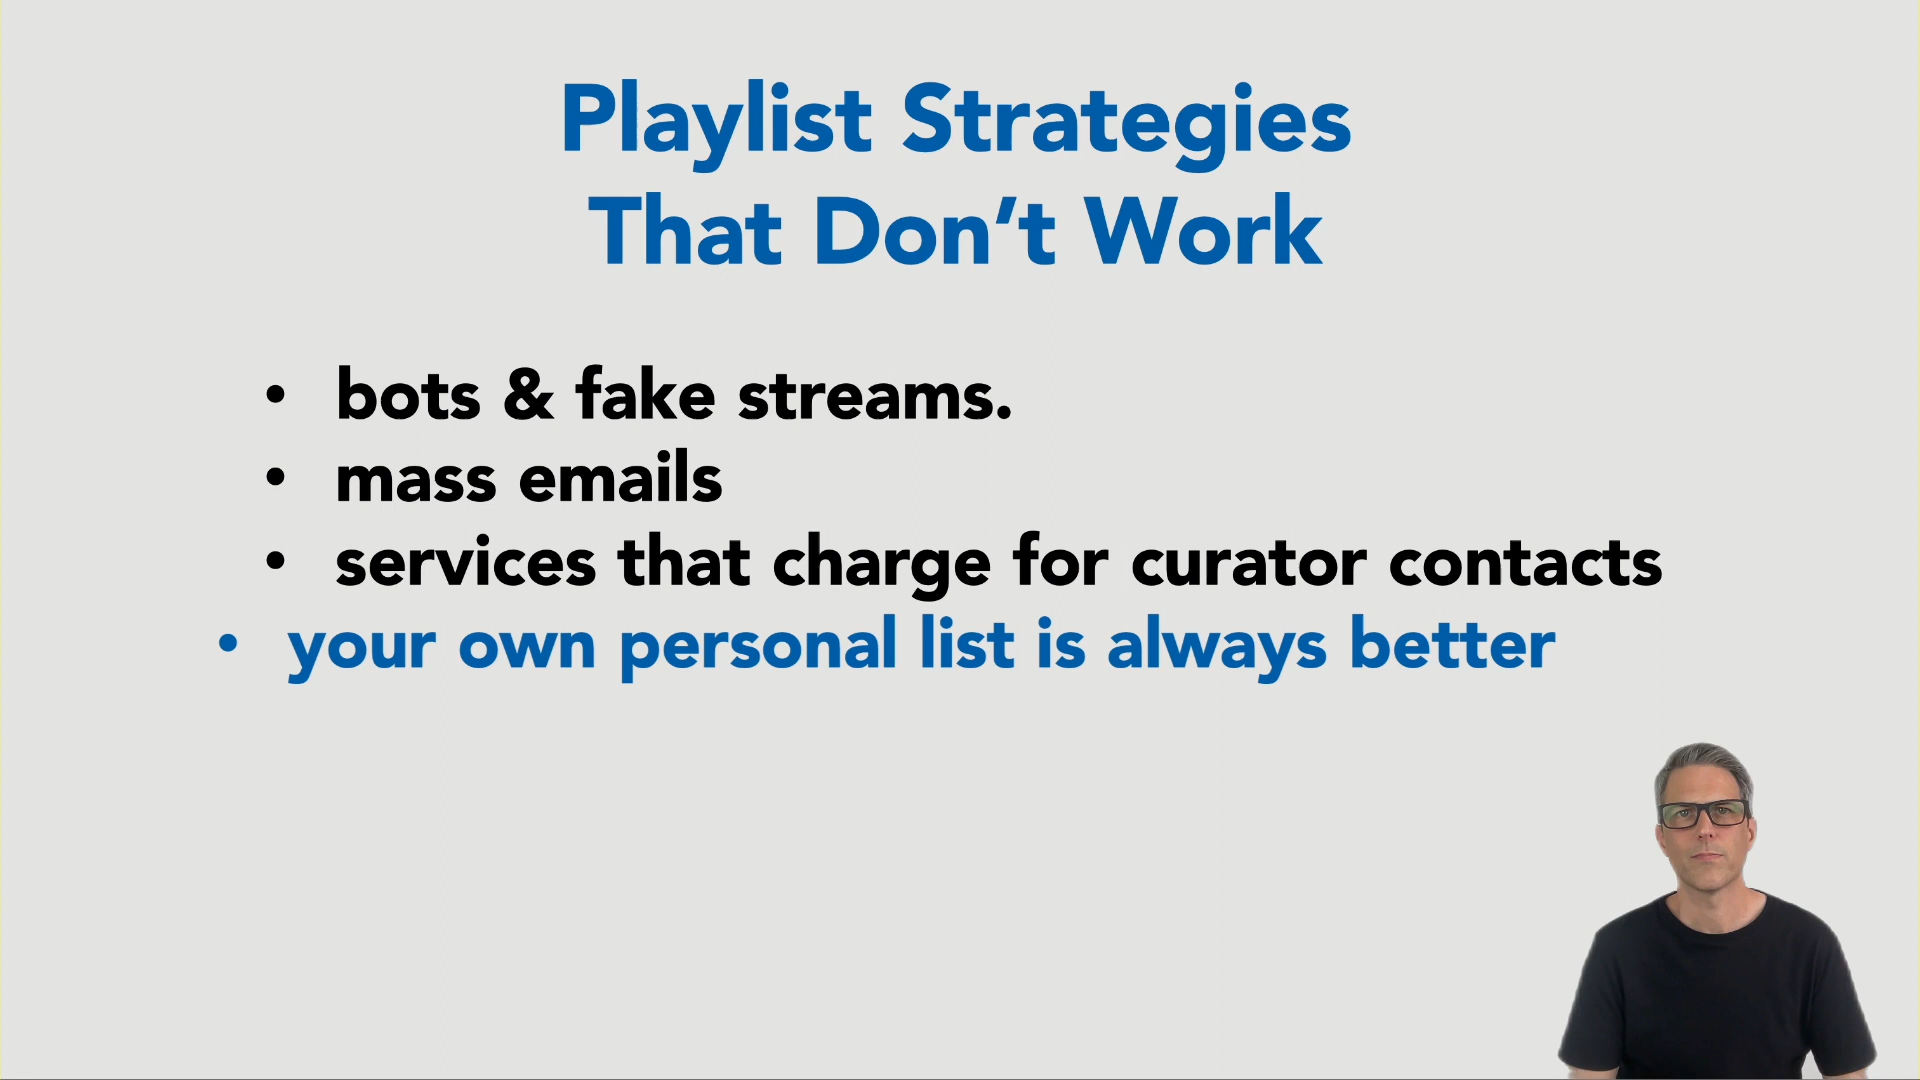 Playlist Strategies
That Don’t Work
• bots & fake streams.
• mass emails
• services that charge for curator contacts
• your own personal list is always better